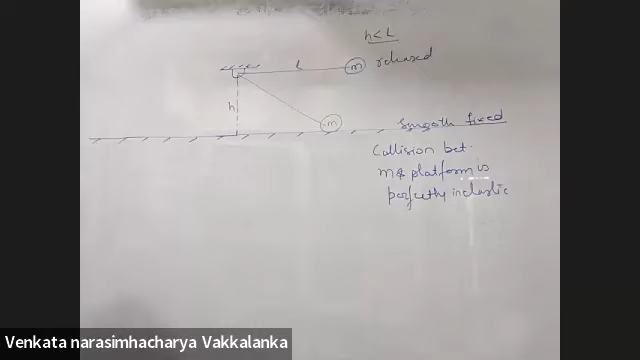 h<L
L
m
released
h
m
Smooth fixed
Collision bet.
m & platform is
perfectly inelastic
Venkata narasimhacharya Vakkalanka